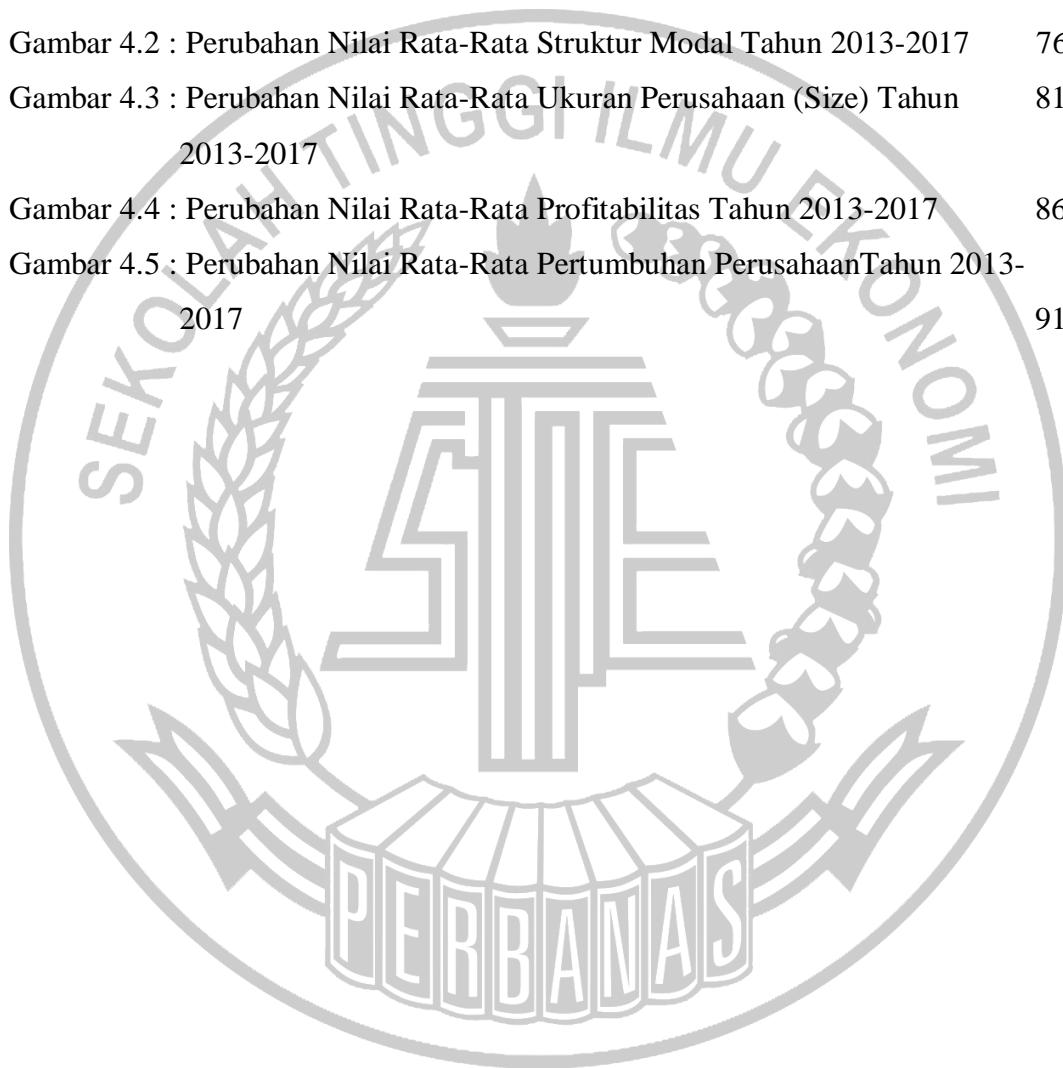 Gambar 4.2 : Perubahan Nilai Rata-Rata Struktur Modal Tahun 2013-2017 76
Gambar 4.3 : Perubahan Nilai Rata-Rata Ukuran Perusahaan (Size) Tahun 81
2013-2017
Gambar 4.4 : Perubahan Nilai Rata-Rata Profitabilitas Tahun 2013-2017 86
Gambar 4.5 : Perubahan Nilai Rata-Rata Pertumbuhan PerusahaanTahun 2013-
2017 91
SEKOLAH TINGGI ILMU EKONOMI
STIE
PERBANAS